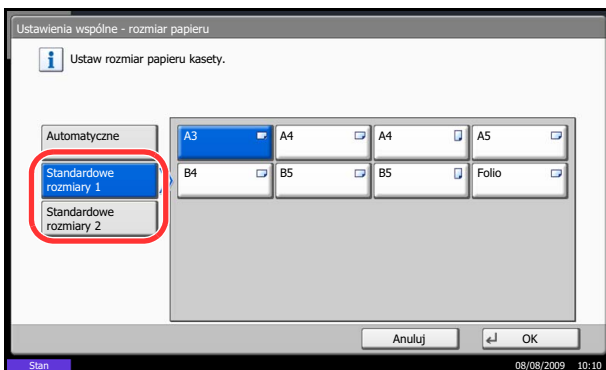 Ustawienia wspólne - rozmiar papieru
Ustaw rozmiar papieru kasety.
Automatyczne
A3
A4
A4
A5
Standardowe
rozmiary 1
B4
B5
B5
Folio
Standardowe
rozmiary 2
Anuluj
OK
Stan
08/08/2009 10:10